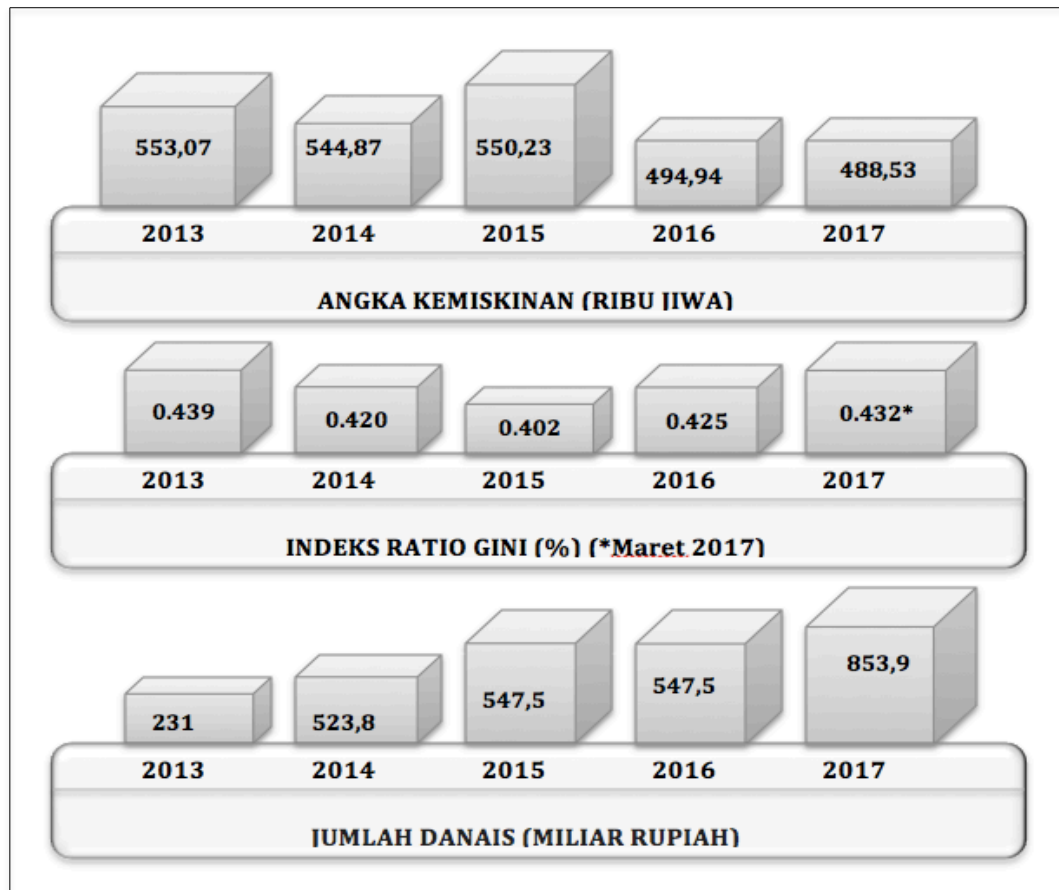 553,07 544,87 550,23 494,94 488,53
2013 2014 2015 2016 2017
ANGKA KEMISKINAN (RIBU JIWA)
0.439 0.420 0.402 0.425 0.432*
2013 2014 2015 2016 2017
INDEKS RATIO GINI (%) (*Maret 2017)
231 523,8 547,5 547,5 853,9
2013 2014 2015 2016 2017
JUMLAH DANAIS (MILIAR RUPIAH)